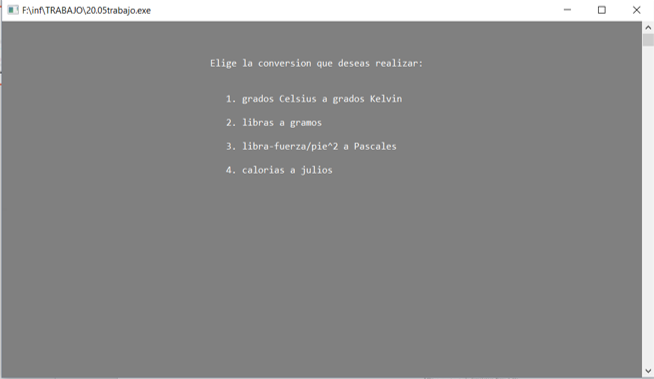 F:\inf\TRABAJO\20.05trabajo.exe
Elige la conversion que deseas realizar:
1. grados Celsius a grados Kelvin
2. libras a gramos
3. libra-fuerza/pie^2 a Pascales
4. calorias a julios